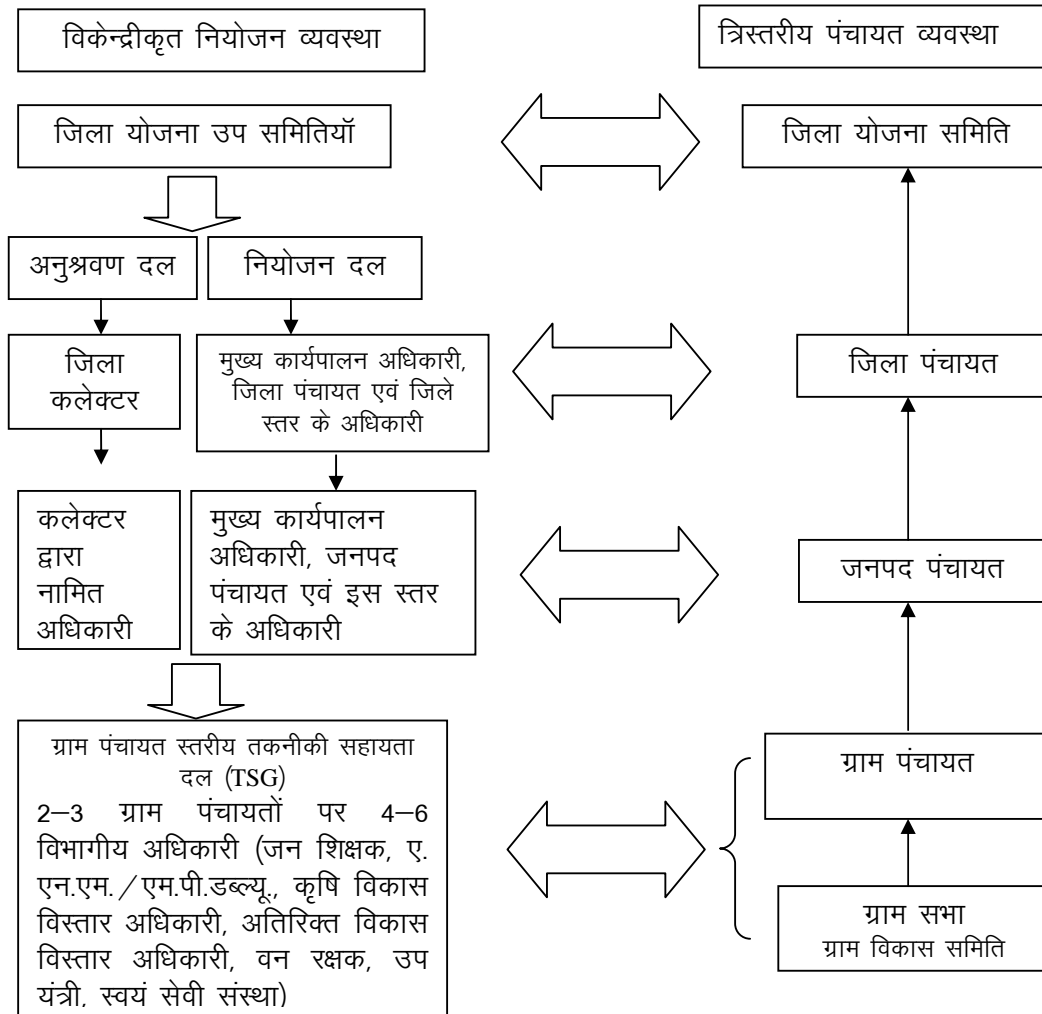 विकेन्द्रीकृत नियोजन व्यवस्था
त्रिस्तरीय पंचायत व्यवस्था
जिला योजना उप समितियॉ
जिला योजना समिति
अनुश्रवण दल
नियोजन दल
जिला
कलेक्टर
मुख्य कार्यपालन अधिकारी,
जिला पंचायत एवं जिले
स्तर के अधिकारी
जिला पंचायत
कलेक्टर
द्वारा
नामित
अधिकारी
मुख्य कार्यपालन
अधिकारी, जनपद
पंचायत एवं इस स्तर
के अधिकारी
जनपद पंचायत
ग्राम पंचायत स्तरीय तकनीकी सहायता
दल (TSG)
2–3 ग्राम पंचायतों पर 4–6
विभागीय अधिकारी (जन शिक्षक, ए.
एन.एम. / एम.पी.डब्ल्यू., कृषि विकास
विस्तार अधिकारी, अतिरिक्त विकास
विस्तार अधिकारी, वन रक्षक, उप
यंत्री, स्वयं सेवी संस्था)
ग्राम पंचायत
ग्राम सभा
ग्राम विकास समिति